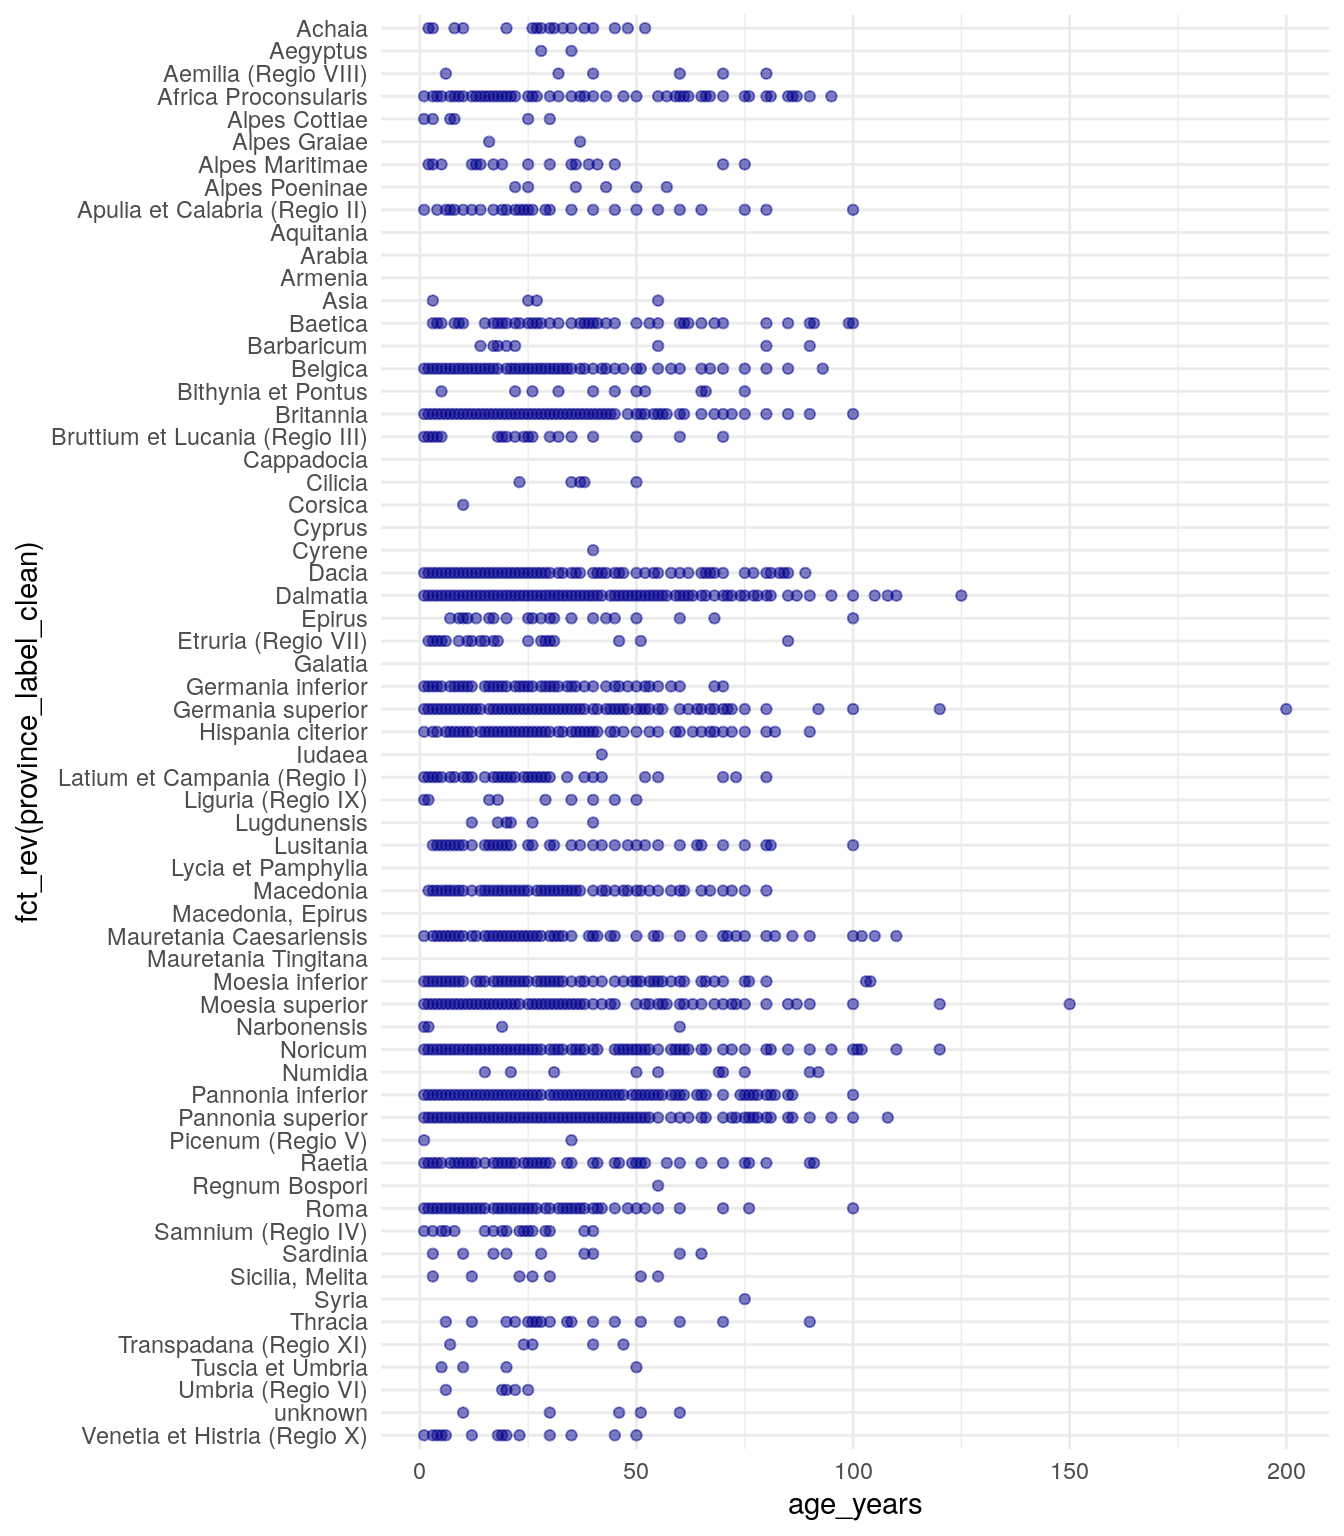 fct_rev(province_label_clean)
Achaia
Aegyptus
Aemilia (Regio VIII)
Africa Proconsularis
Alpes Cottiae
Alpes Graiae
Alpes Maritimae
Alpes Poeninae
Apulia et Calabria (Regio II)
Aquitania
Arabia
Armenia
Asia
Baetica
Barbaricum
Belgica
Bithynia et Pontus
Britannia
Bruttium et Lucania (Regio III)
Cappadocia
Cilicia
Corsica
Cyprus
Cyrene
Dacia
Dalmatia
Epirus
Etruria (Regio VII)
Galatia
Germania inferior
Germania superior
Hispania citerior
Iudaea
Latium et Campania (Regio I)
Liguria (Regio IX)
Lugdunensis
Lusitania
Lycia et Pamphylia
Macedonia
Macedonia, Epirus
Mauretania Caesariensis
Mauretania Tingitana
Moesia inferior
Moesia superior
Narbonensis
Noricum
Numidia
Pannonia inferior
Pannonia superior
Picenum (Regio V)
Raetia
Regnum Bospori
Roma
Samnium (Regio IV)
Sardinia
Sicilia, Melita
Syria
Thracia
Transpadana (Regio XI)
Tuscia et Umbria
Umbria (Regio VI)
unknown
Venetia et Histria (Regio X)
0 50 100 150 200
age_years